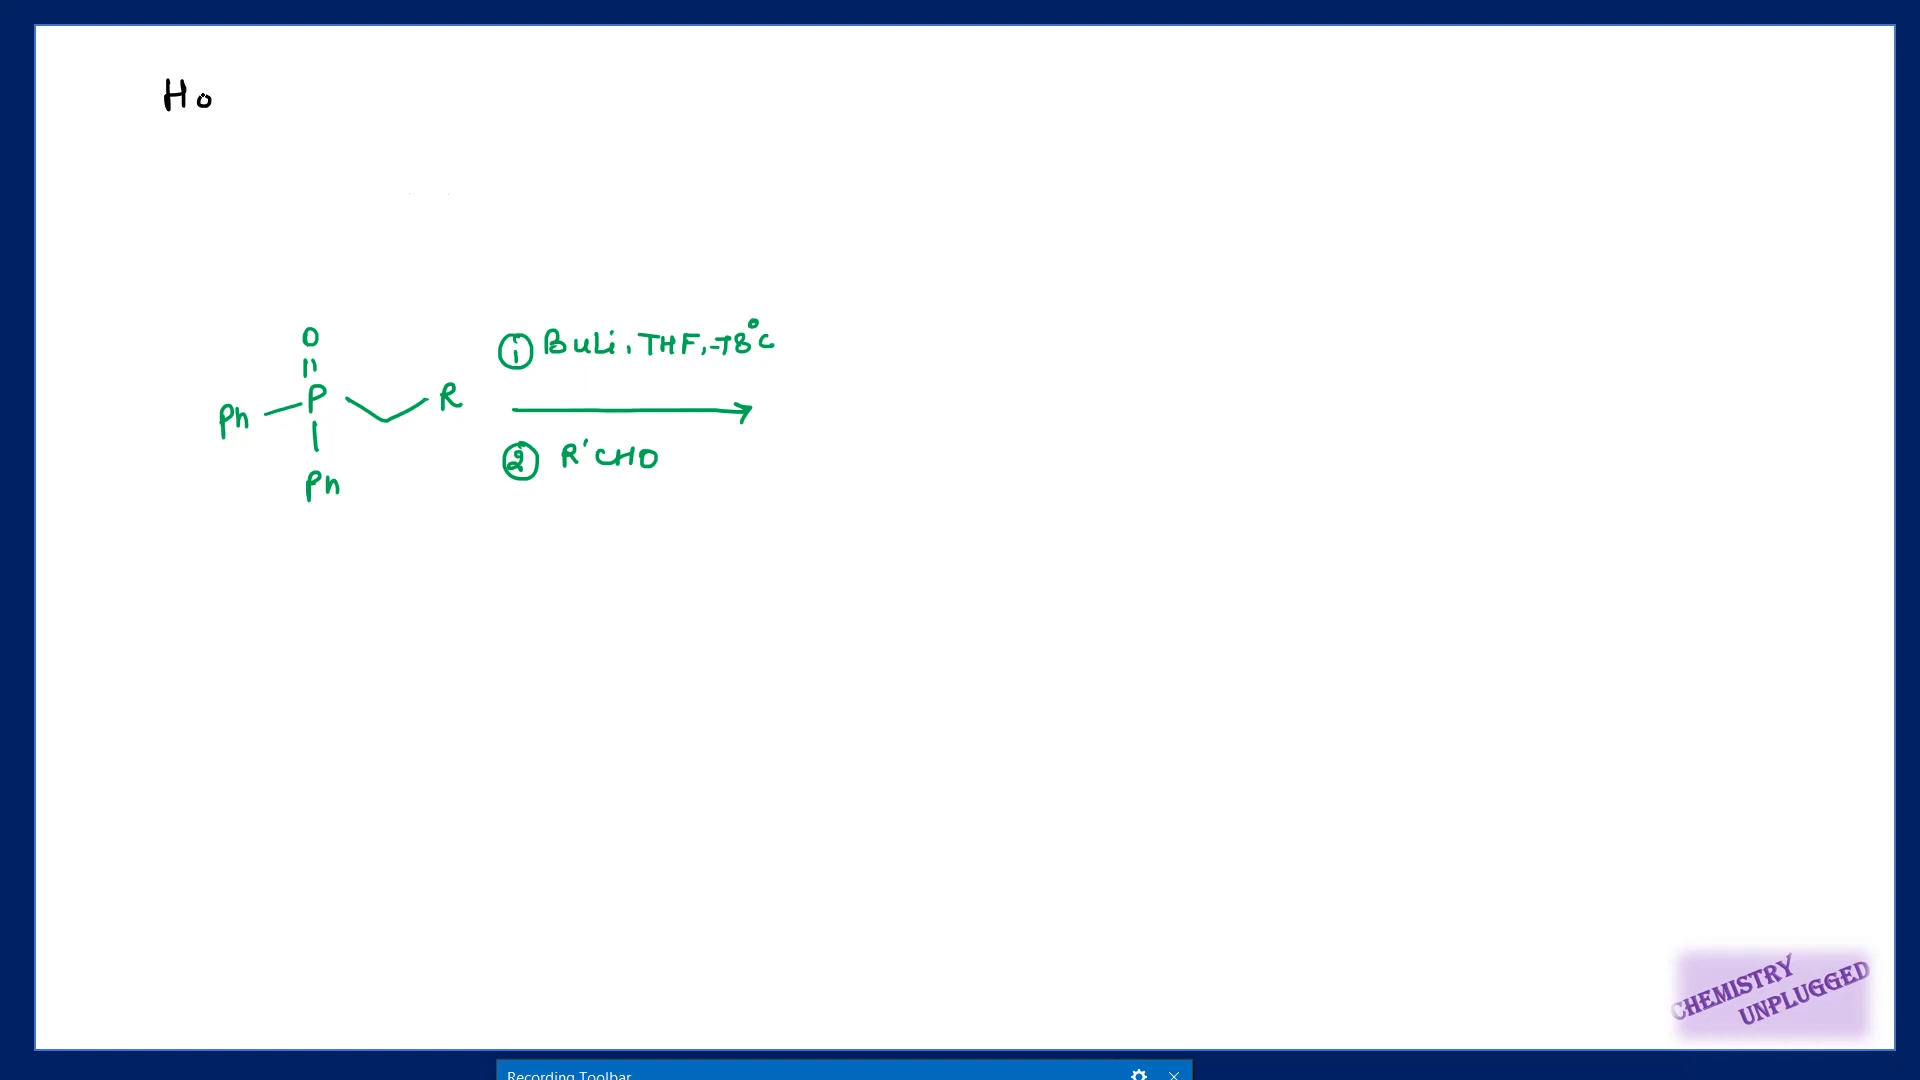 Ho
O
① BuLi, THF, -78°C
Ph P R
② R'CHO
Ph
CHEMISTRY
UNPLUGGED
Recording Toolbar